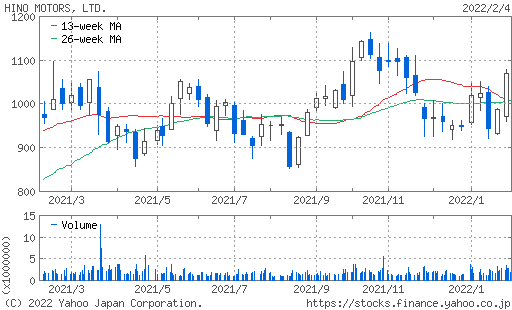 HINO MOTORS, LTD. 2022/2/4
1200
13-week MA
26-week MA
1100
1000
900
800
2021/3 2021/5 2021/7 2021/9 2021/11 2022/1
15
Volume
10
5
0
(x1000000)
2021/3 2021/5 2021/7 2021/9 2021/11 2022/1
(C) 2022 Yahoo Japan Corporation. https://stocks.finance.yahoo.co.jp/